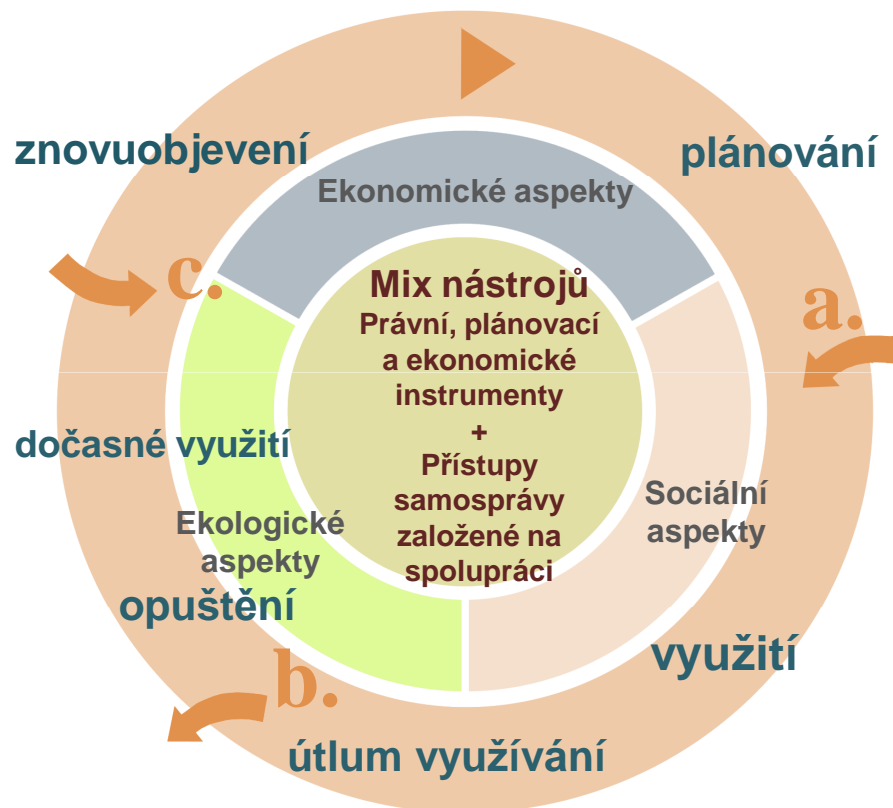 znovuobjevení
plánování
Ekonomické aspekty
c.
a.
Mix nástrojů
Právní, plánovací
a ekonomické
instrumenty
+
Přístupy
samosprávy
založené na
spolupráci
dočasné využití
Sociální
aspekty
Ekologické
aspekty
opuštění
využití
b.
útlum využívání